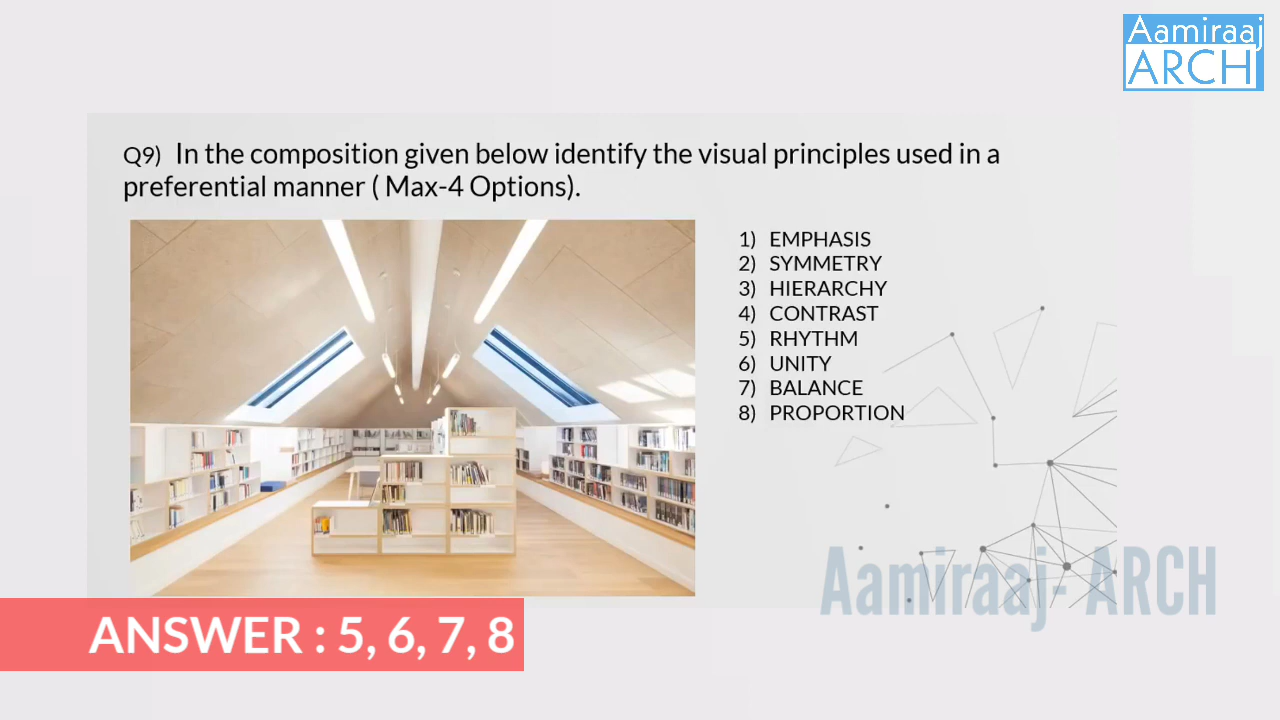 Aamiraaj
ARCH
Q9) In the composition given below identify the visual principles used in a
preferential manner ( Max-4 Options).
1) EMPHASIS
2) SYMMETRY
3) HIERARCHY
4) CONTRAST
5) RHYTHM
6) UNITY
7) BALANCE
8) PROPORTION
Aamiraaj- ARCH
ANSWER : 5, 6, 7, 8